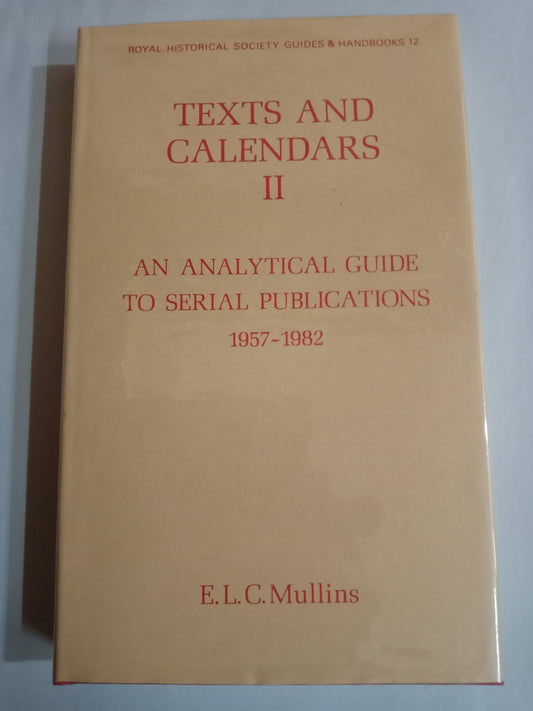 ROYAL HISTORICAL SOCIETY GUIDES & HANDBOOKS 12
TEXTS AND
CALENDARS
II
AN ANALYTICAL GUIDE
TO SERIAL PUBLICATIONS
1957-1982
E.L.C.Mullins